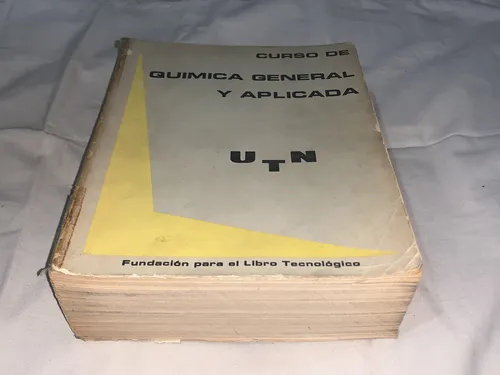 CURSO DE
QUIMICA GENERAL
Y APLICADA
UTN
Fundación para el Libro Tecnológico